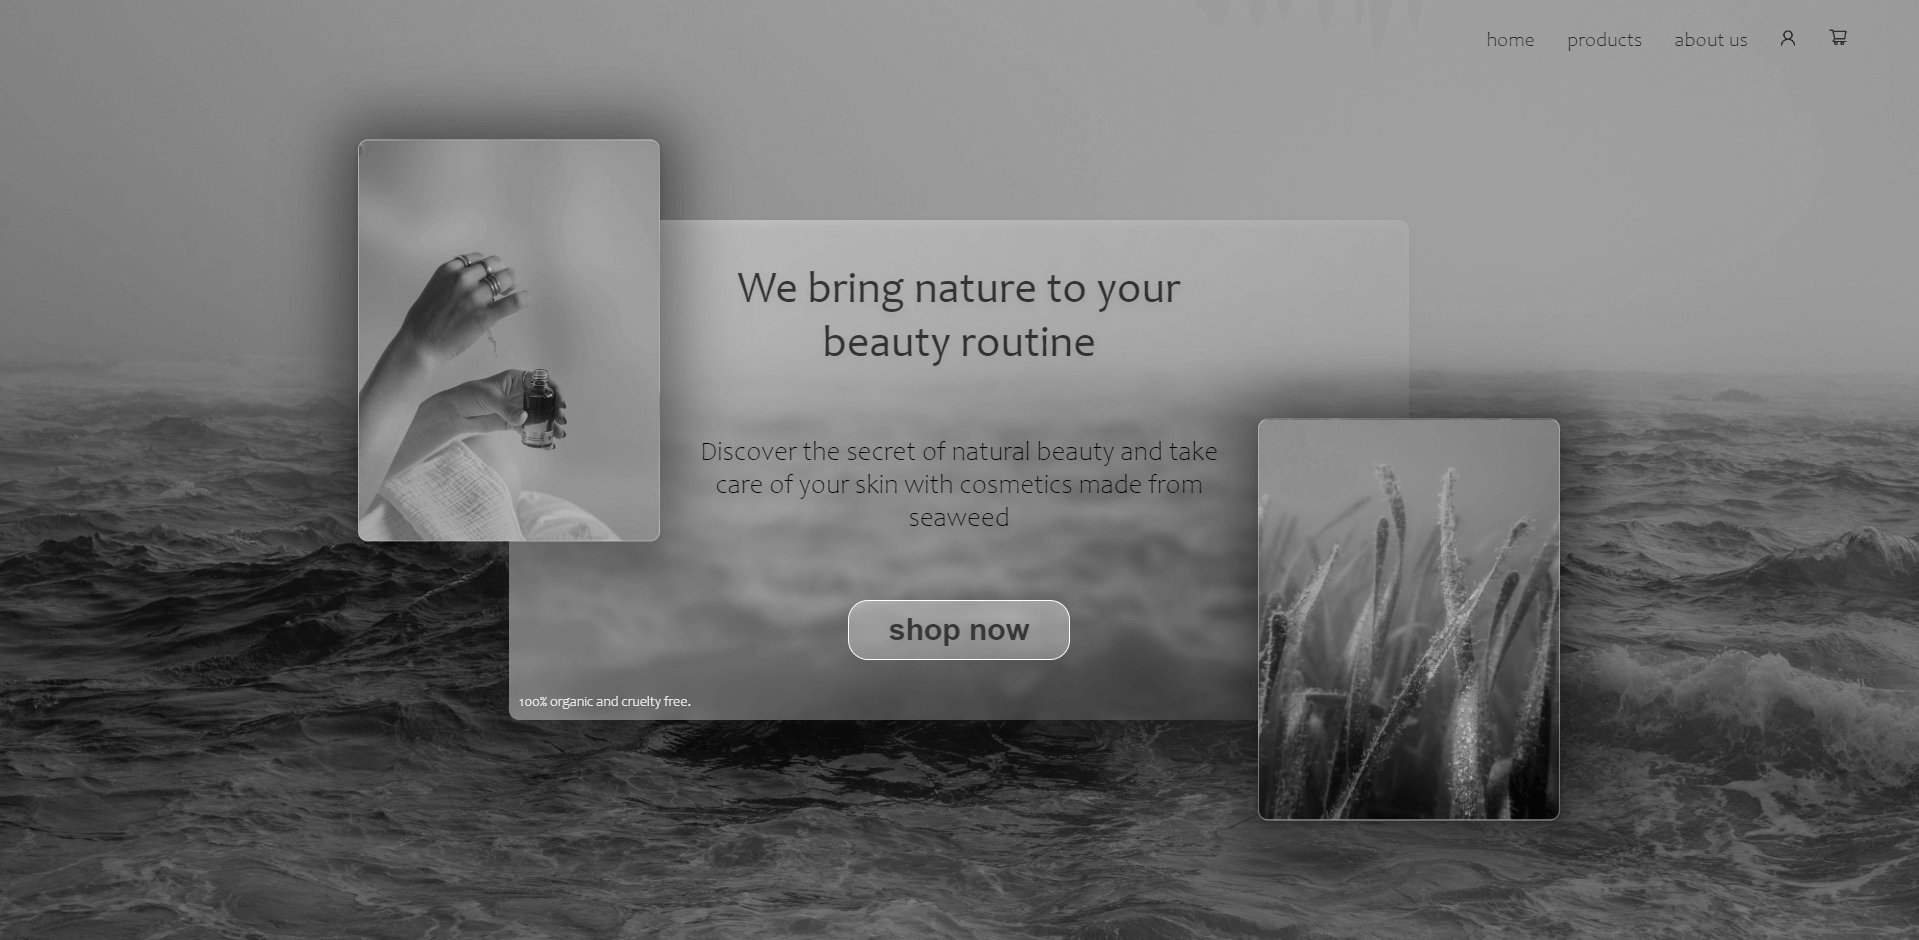 home products about us
We bring nature to your
beauty routine
Discover the secret of natural beauty and take
care of your skin with cosmetics made from
seaweed
shop now
100% organic and cruelty free.